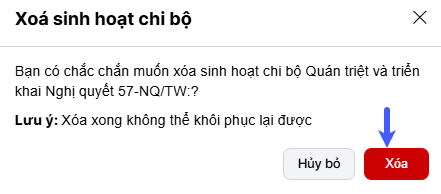 Xoá sinh hoạt chi bộ
Bạn có chắc chắn muốn xóa sinh hoạt chi bộ Quán triệt và triển
khai Nghị quyết 57-NQ/TW:?
Lưu ý: Xóa xong không thể khôi phục lại được
Hủy bỏ
Xóa